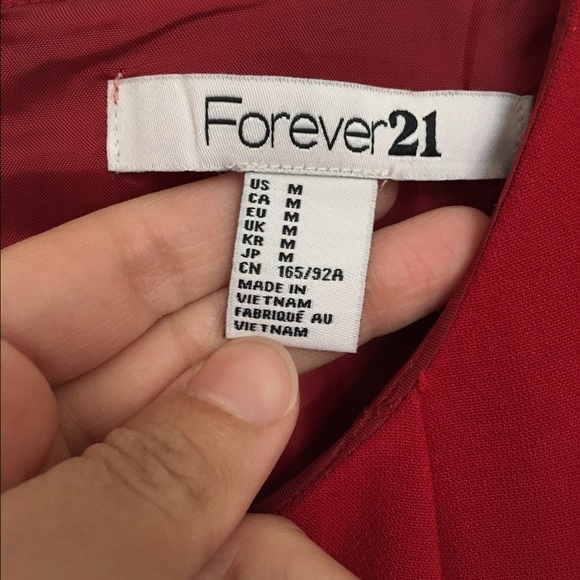 Forever21
US M
CA M
EU M
UK M
KR M
JP M
CN 165/92A
MADE IN
VIETNAM
FABRIQUÉ AU
VIETNAM